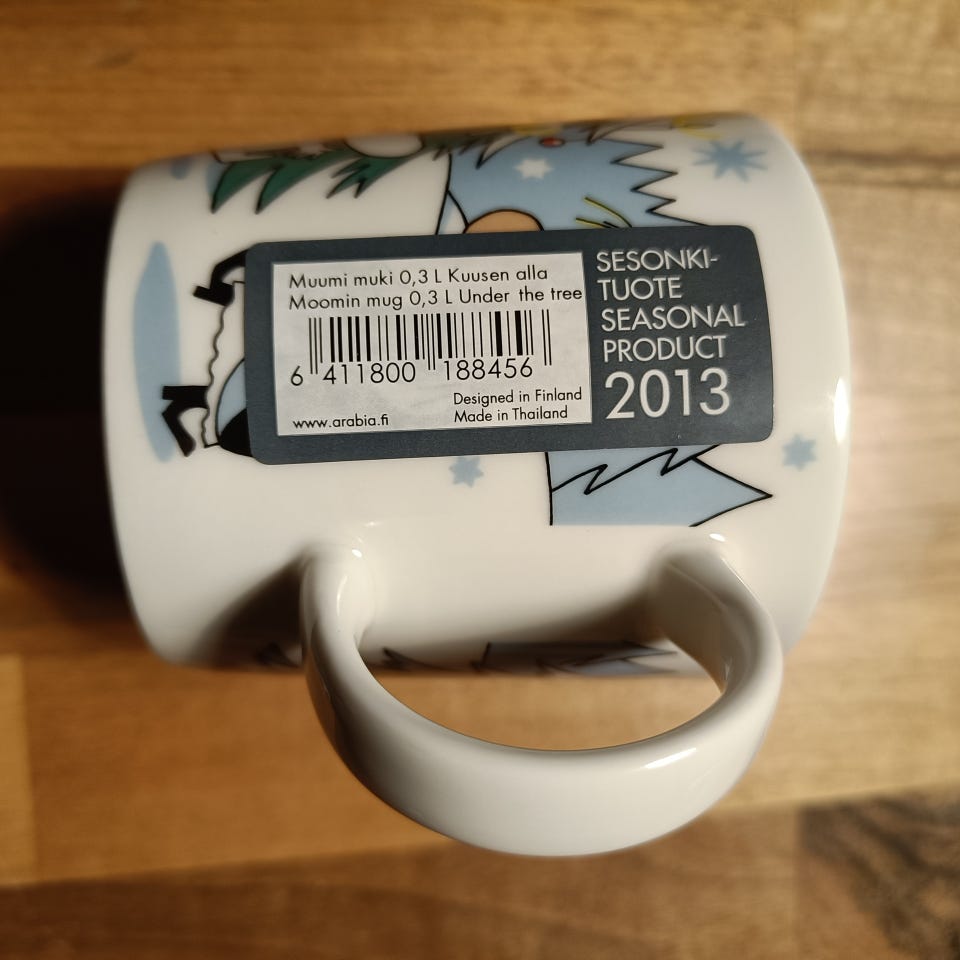 Muumi muki 0,3 L Kuusen alla
Moomin mug 0,3 L Under the tree
6 411800 188456
Designed in Finland
Made in Thailand
www.arabia.fi
SESONKI-
TUOTE
SEASONAL
PRODUCT
2013